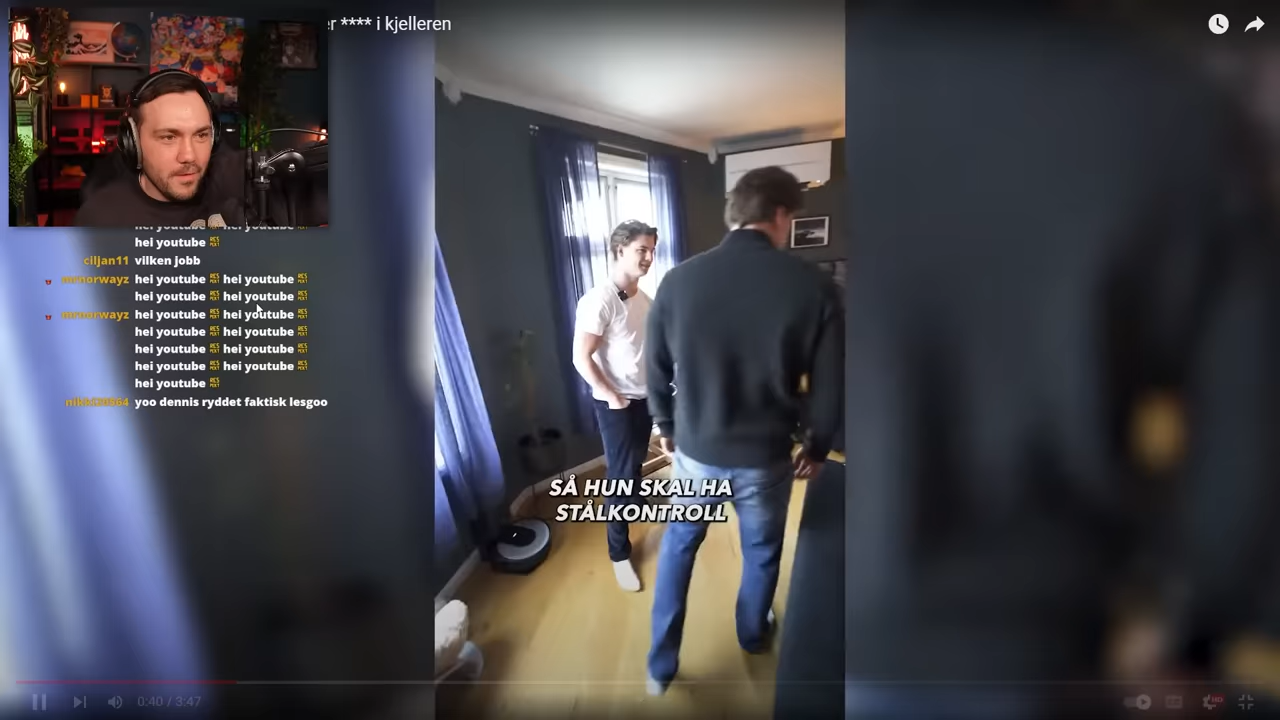 er **** i kjelleren
hei youtube
ciljan11 vilken jobb
mrnorwayz hei youtube hei youtube
hei youtube hei youtube
mrnorwayz hei youtube hei youtube
hei youtube hei youtube
hei youtube hei youtube
hei youtube hei youtube
hei youtube
yoo dennis ryddet faktisk lesgoo
SÅ HUN SKAL HA
STÅLKONTROLL
0:40 / 3:47